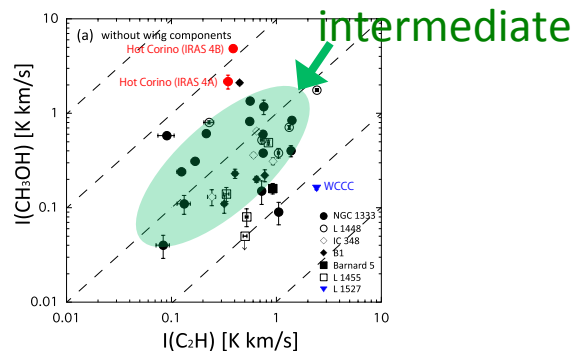 intermediate
10
(a) without wing components
Hot Corino (IRAS 4B)
Hot Corino (IRAS 4A)
1
I(CH₃OH) [K km/s]
WCCC
0.1
NGC 1333
L 1448
IC 348
B1
Barnard 5
L 1455
L 1527
0.01
0.01 0.1 1 10
I(C₂H) [K km/s]